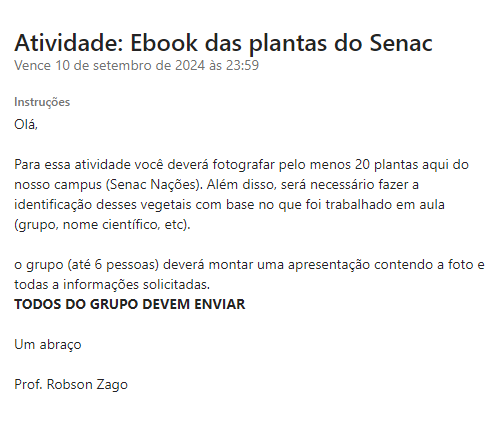 Atividade: Ebook das plantas do Senac
Vence 10 de setembro de 2024 às 23:59
Instruções
Olá,
Para essa atividade você deverá fotografar pelo menos 20 plantas aqui do
nosso campus (Senac Nações). Além disso, será necessário fazer a
identificação desses vegetais com base no que foi trabalhado em aula
(grupo, nome científico, etc).
o grupo (até 6 pessoas) deverá montar uma apresentação contendo a foto e
todas a informações solicitadas.
TODOS DO GRUPO DEVEM ENVIAR
Um abraço
Prof. Robson Zago